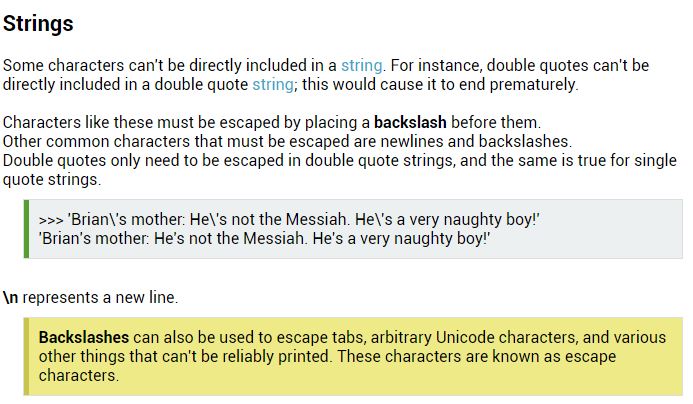 Strings
Some characters can't be directly included in a string. For instance, double quotes can't be
directly included in a double quote string; this would cause it to end prematurely.
Characters like these must be escaped by placing a backslash before them.
Other common characters that must be escaped are newlines and backslashes.
Double quotes only need to be escaped in double quote strings, and the same is true for single
quote strings.
>>> 'Brian\'s mother: He\'s not the Messiah. He\'s a very naughty boy!'
'Brian's mother: He's not the Messiah. He's a very naughty boy!'
\n represents a new line.
Backslashes can also be used to escape tabs, arbitrary Unicode characters, and various
other things that can't be reliably printed. These characters are known as escape
characters.